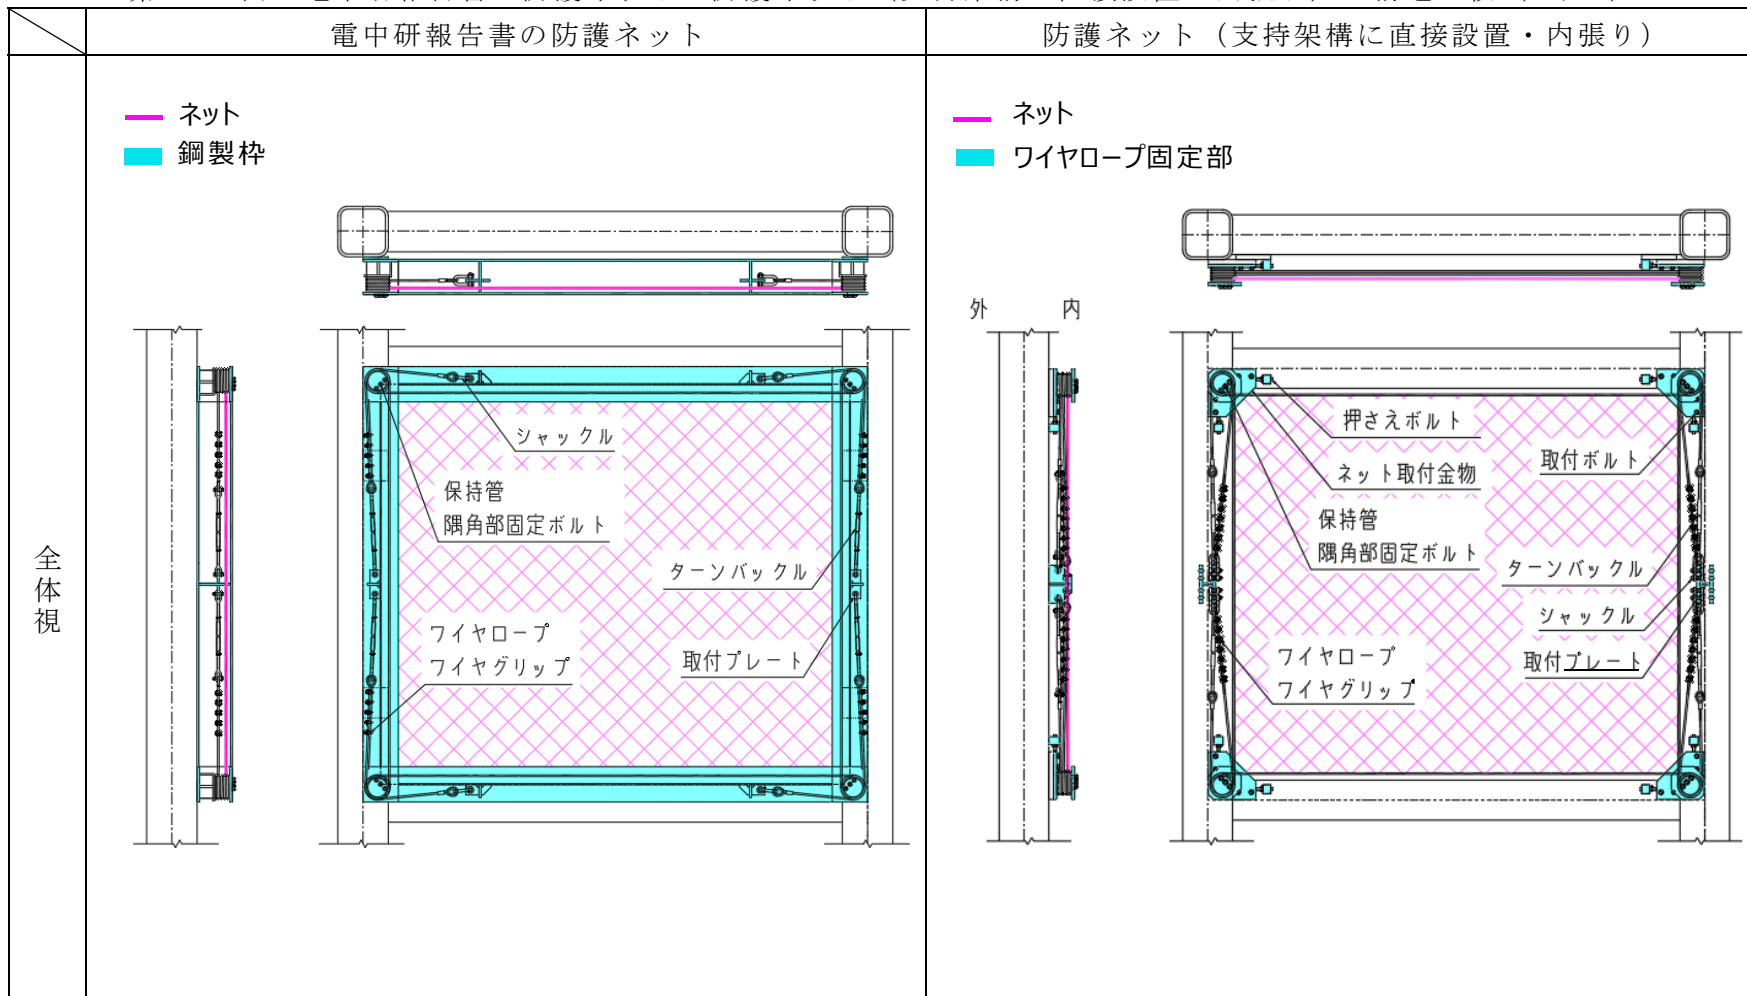 電中研報告書の防護ネット
防護ネット（支持架構に直接設置・内張り）
全体視
ネット
鋼製枠
シャックル
保持管
隅角部固定ボルト
ターンバックル
ワイヤロープ
ワイヤグリップ
取付プレート
ネット
ワイヤロープ固定部
外
内
押さえボルト
取付ボルト
ネット取付金物
保持管
隅角部固定ボルト
ターンバックル
シャックル
ワイヤロープ
ワイヤグリップ
取付プレート